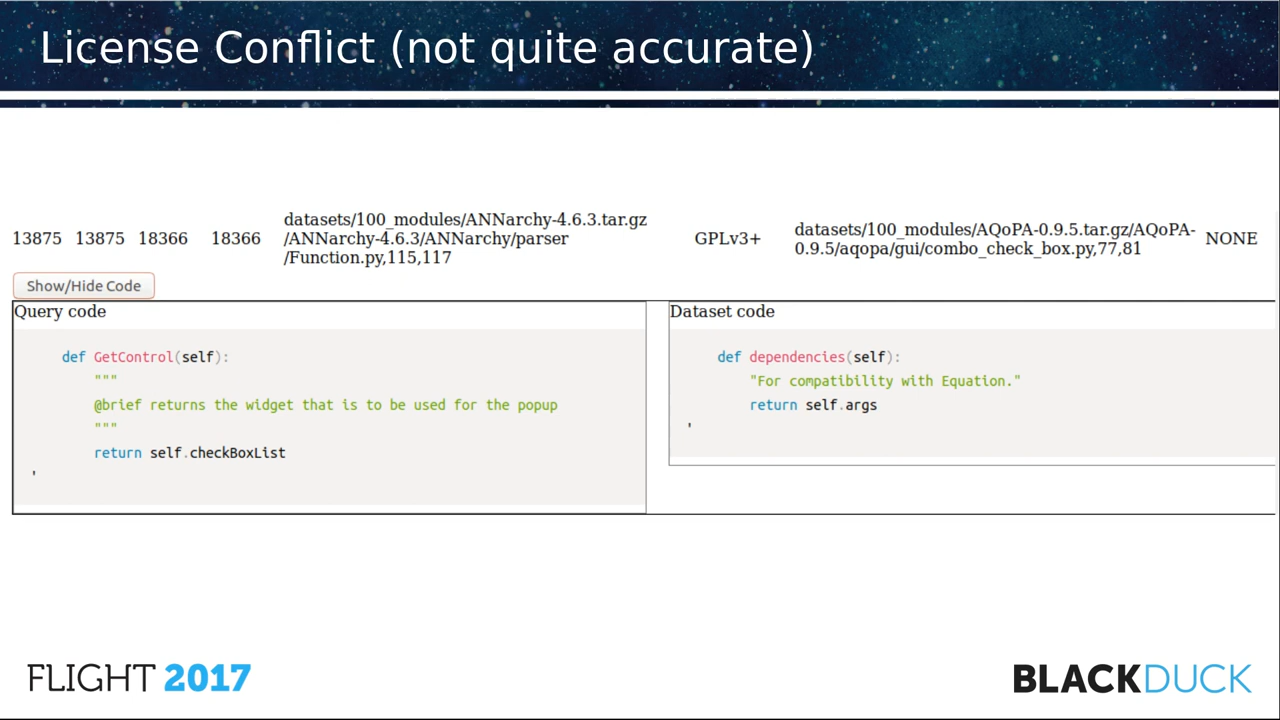 License Conflict (not quite accurate)
datasets/100_modules/ANNarchy-4.6.3.tar.gz
13875 13875 18366 18366 /ANNarchy-4.6.3/ANNarchy/parser GPLv3+ datasets/100_modules/AQoPA-0.9.5.tar.gz/AQoPA- NONE
/Function.py,115,117 0.9.5/aqopa/gui/combo_check_box.py,77,81
Show/Hide Code
Query code
def GetControl(self):
"""
@brief returns the widget that is to be used for the popup
"""
return self.checkBoxList
'
Dataset code
def dependencies(self):
"For compatibility with Equation."
return self.args
'
FLIGHT 2017
BLACKDUCK